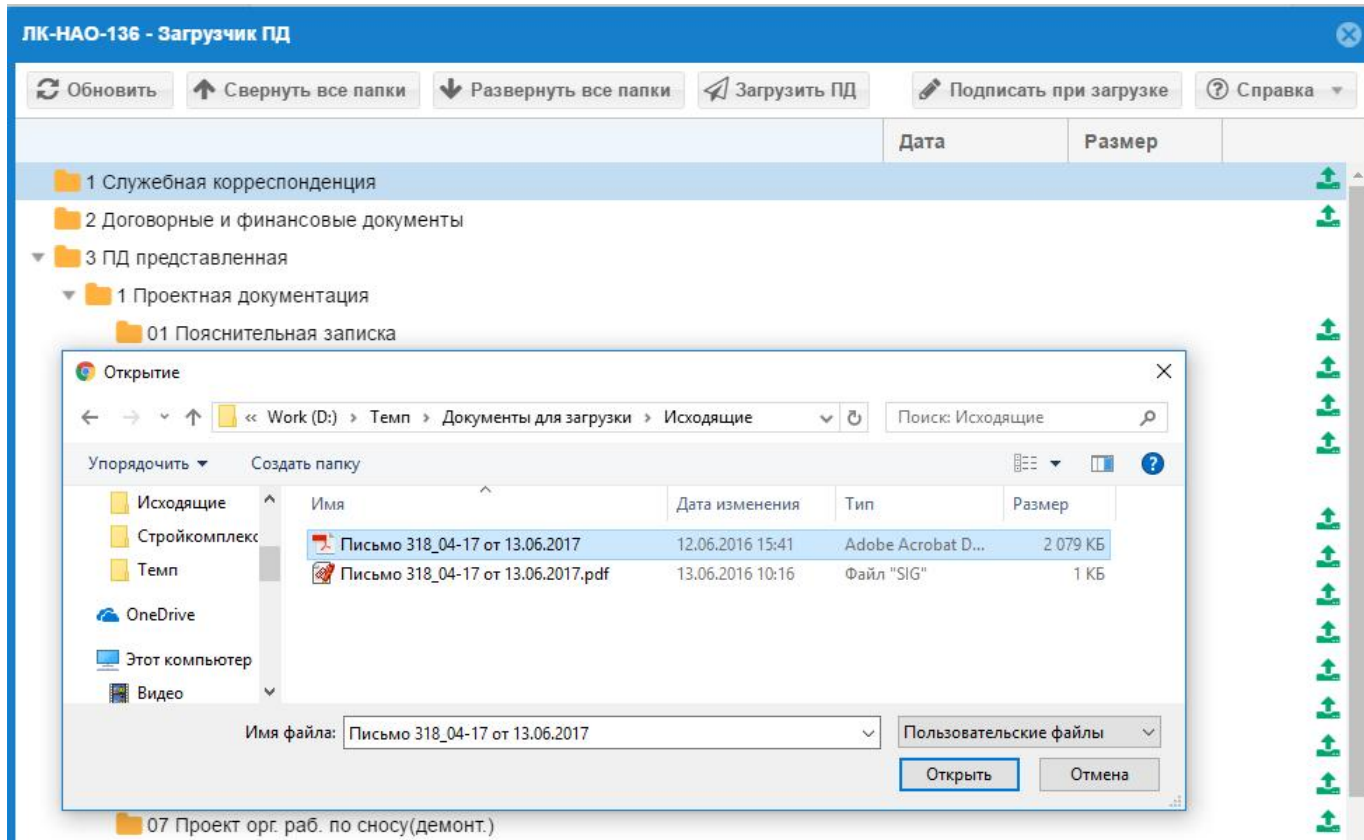 ЛК-НАО-136 - Загрузчик ПД
Обновить Свернуть все папки Развернуть все папки Загрузить ПД Подписать при загрузке Справка
Дата Размер
1 Служебная корреспонденция
2 Договорные и финансовые документы
3 ПД представленная
1 Проектная документация
01 Пояснительная записка
Открытие
« Work (D:) › Темп › Документы для загрузки › Исходящие Поиск: Исходящие
Упорядочить Создать папку
Исходящие Имя Дата изменения Тип Размер
Стройкомплекс Письмо 318_04-17 от 13.06.2017 12.06.2016 15:41 Adobe Acrobat D... 2 079 КБ
Темп Письмо 318_04-17 от 13.06.2017.pdf 13.06.2016 10:16 Файл "SIG" 1 КБ
OneDrive
Этот компьютер
Видео
Имя файла: Письмо 318_04-17 от 13.06.2017 Пользовательские файлы
Открыть Отмена
07 Проект орг. раб. по сносу(демонт.)